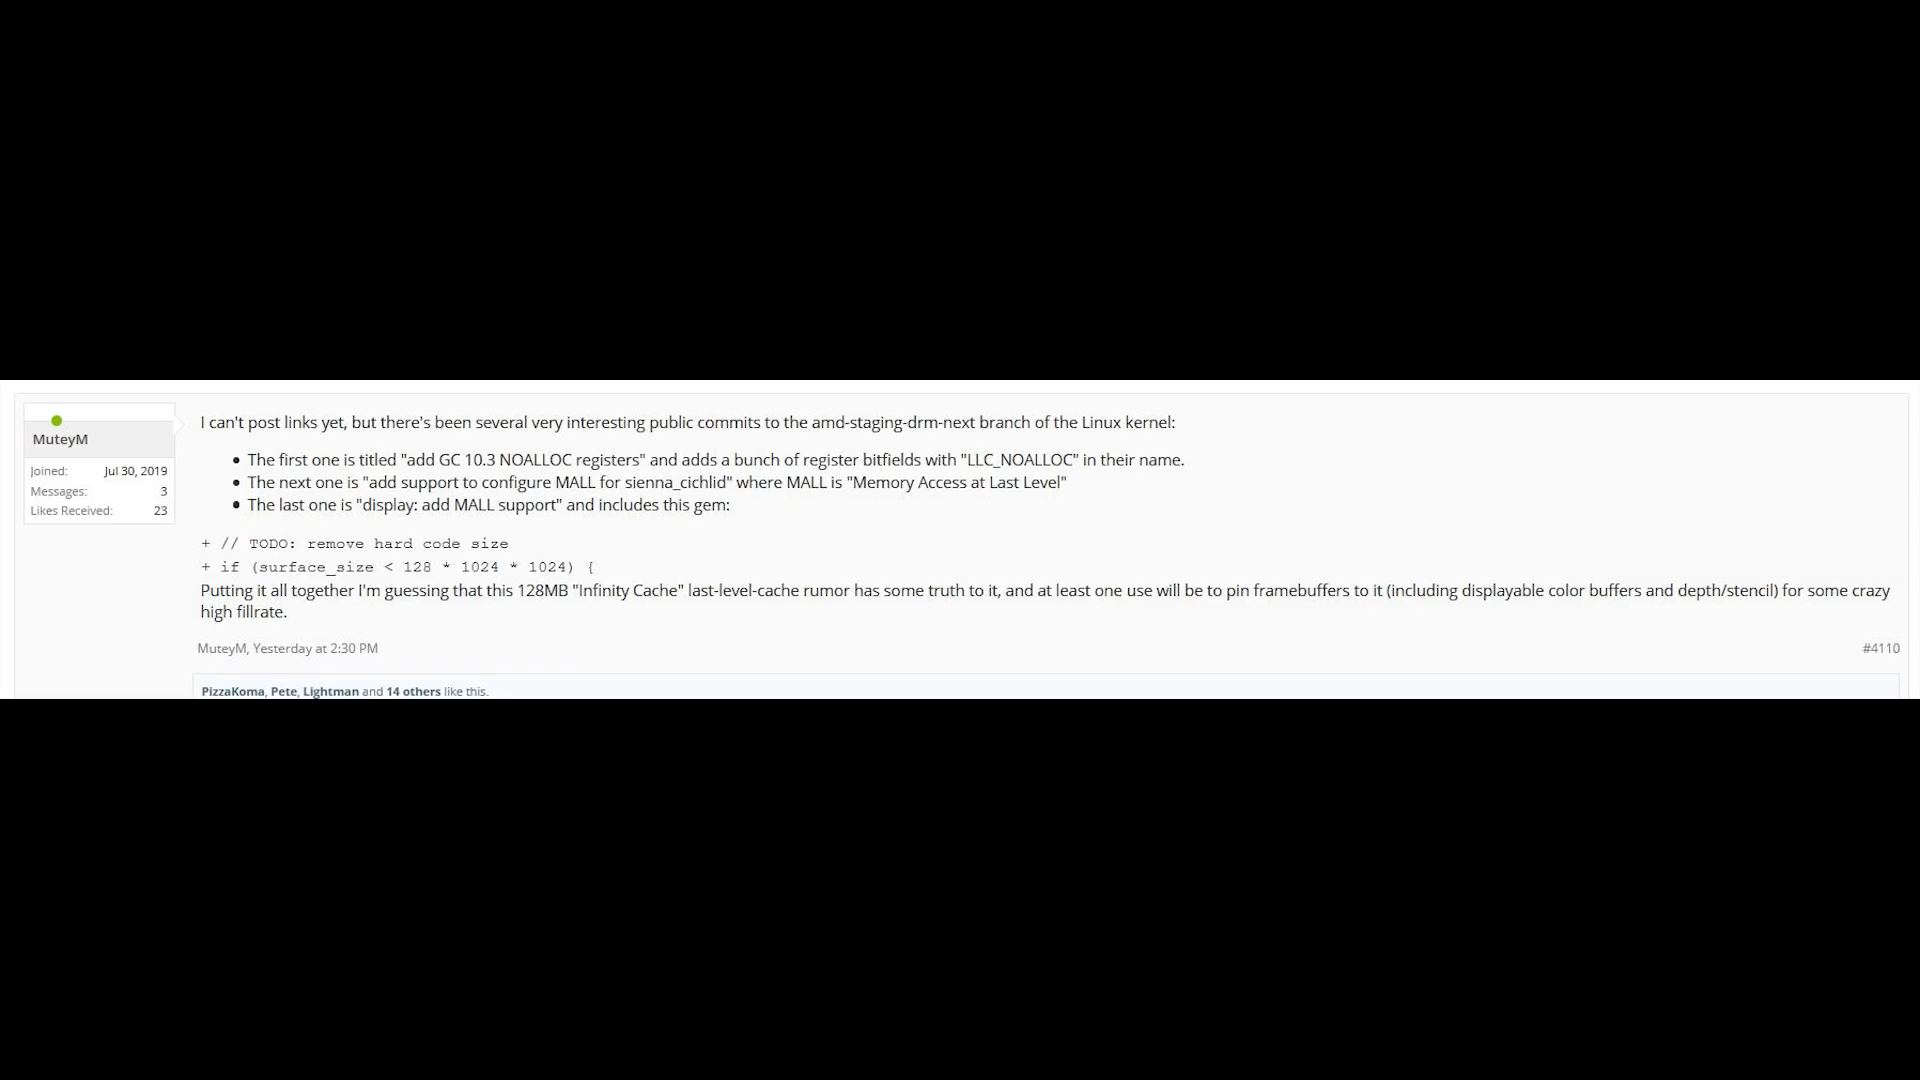 MuteyM
Joined: Jul 30, 2019
Messages: 3
Likes Received: 23
I can't post links yet, but there's been several very interesting public commits to the amd-staging-drm-next branch of the Linux kernel:
• The first one is titled "add GC 10.3 NOALLOC registers" and adds a bunch of register bitfields with "LLC_NOALLOC" in their name.
• The next one is "add support to configure MALL for sienna_cichlid" where MALL is "Memory Access at Last Level"
• The last one is "display: add MALL support" and includes this gem:
+ // TODO: remove hard code size
+ if (surface_size < 128 * 1024 * 1024) {
Putting it all together I'm guessing that this 128MB "Infinity Cache" last-level-cache rumor has some truth to it, and at least one use will be to pin framebuffers to it (including displayable color buffers and depth/stencil) for some crazy
high fillrate.
MuteyM, Yesterday at 2:30 PM #4110
PizzaKoma, Pete, Lightman and 14 others like this.